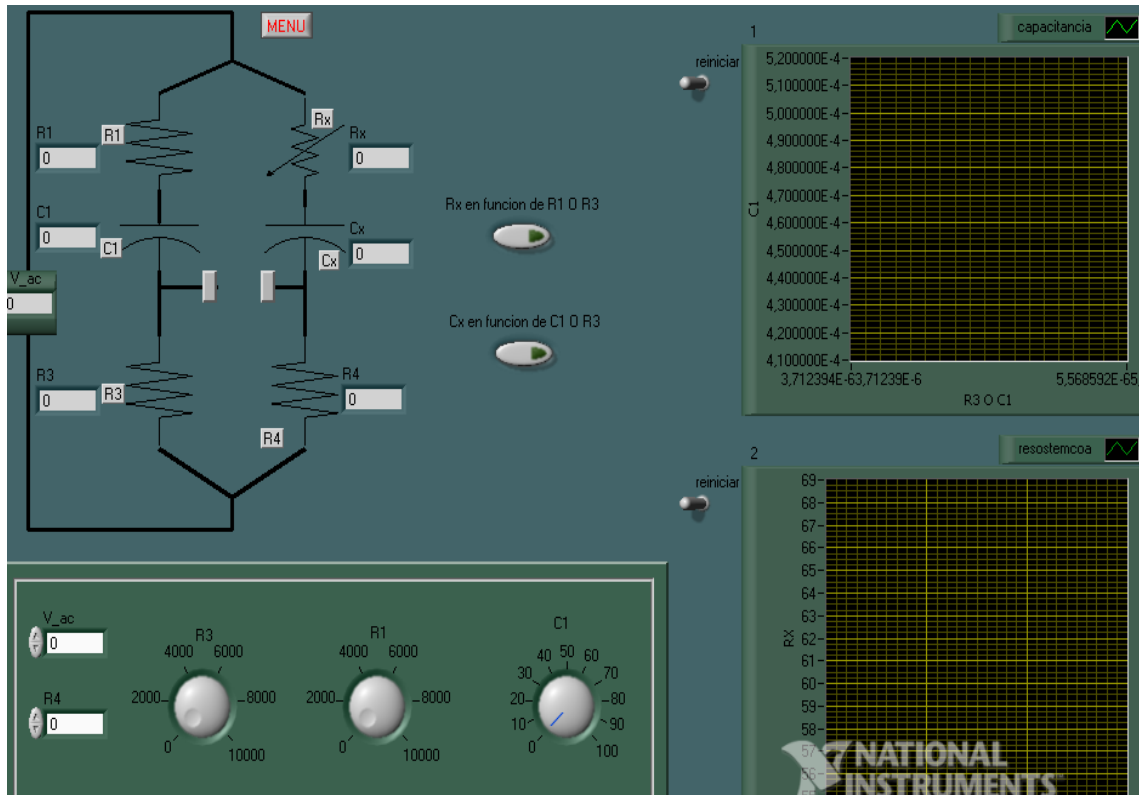 MENU
R1
R1
0
Rx
Rx
0
C1
0
C1
Cx
0
Cx
V_ac
0
R3
0
R3
R4
0
R4
Rx en funcion de R1 O R3
Cx en funcion de C1 O R3
reiniciar
1
capacitancia
5,200000E-4
5,100000E-4
5,000000E-4
4,900000E-4
4,800000E-4
4,700000E-4
4,600000E-4
4,500000E-4
4,400000E-4
4,300000E-4
4,200000E-4
4,100000E-4
C1
3,712394E-63,71239E-6
5,568592E-65
R3 O C1
reiniciar
2
resostemcoa
69
68
67
66
65
64
63
62
61
60
59
58
57
56
RX
V_ac
0
R4
0
R3
0
2000
4000
6000
8000
10000
R1
0
2000
4000
6000
8000
10000
C1
0
10
20
30
40
50
60
70
80
90
100
NATIONAL
INSTRUMENTS